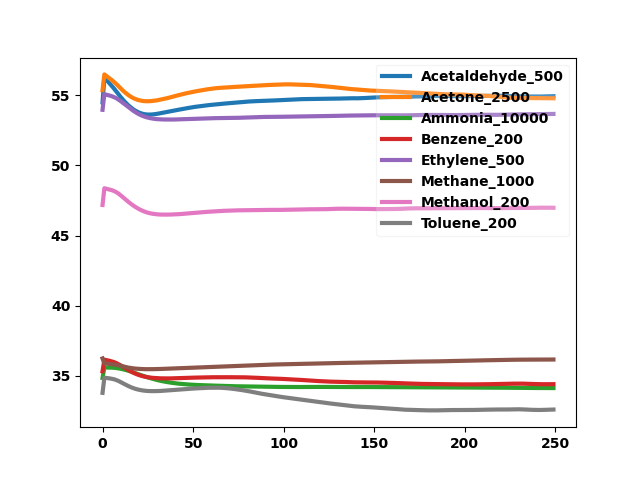 55
50
45
40
35
0
50
100
150
200
250
Acetaldehyde_500
Acetone_2500
Ammonia_10000
Benzene_200
Ethylene_500
Methane_1000
Methanol_200
Toluene_200